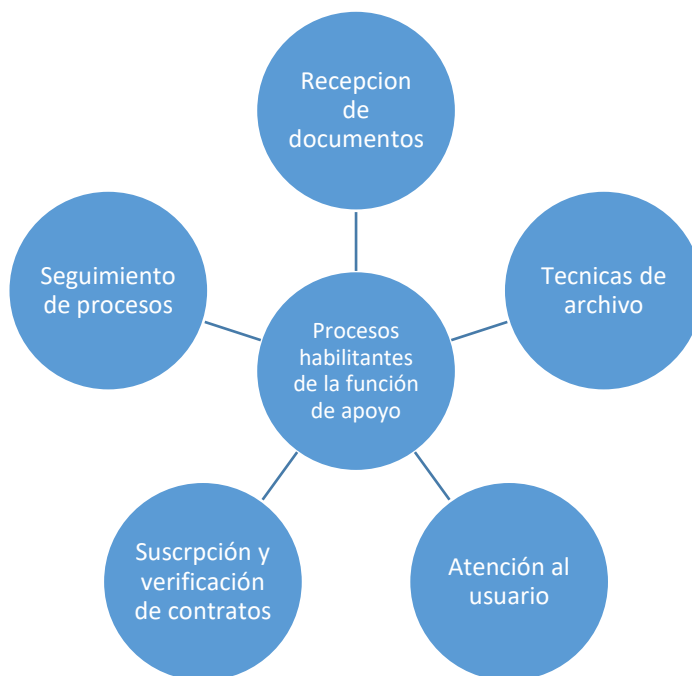 Recepcion
de
documentos
Seguimiento
de procesos
Tecnicas de
archivo
Procesos
habilitantes
de la función
de apoyo
Suscrpción y
verificación
de contratos
Atención al
usuario